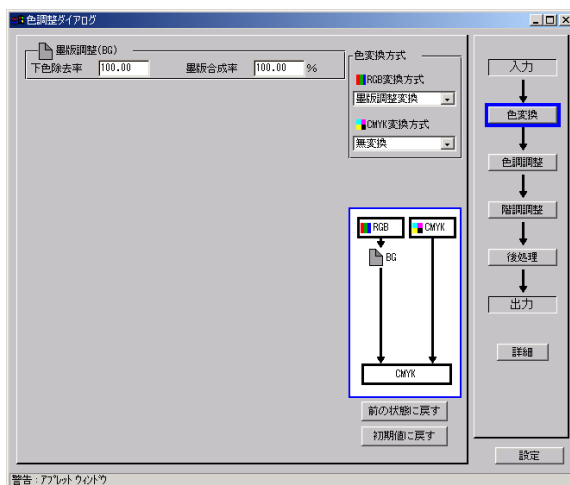 色調整ダイアログ
墨版調整(BG)
下色除去率 100.00 墨版合成率 100.00 %
色変換方式
RGB変換方式
墨版調整変換
CMYK変換方式
無変換
RGB CMYK
BG
CMYK
前の状態に戻す
初期値に戻す
入力
色変換
色調調整
階調調整
後処理
出力
詳細
設定
警告 : アプレット ウィンドウ